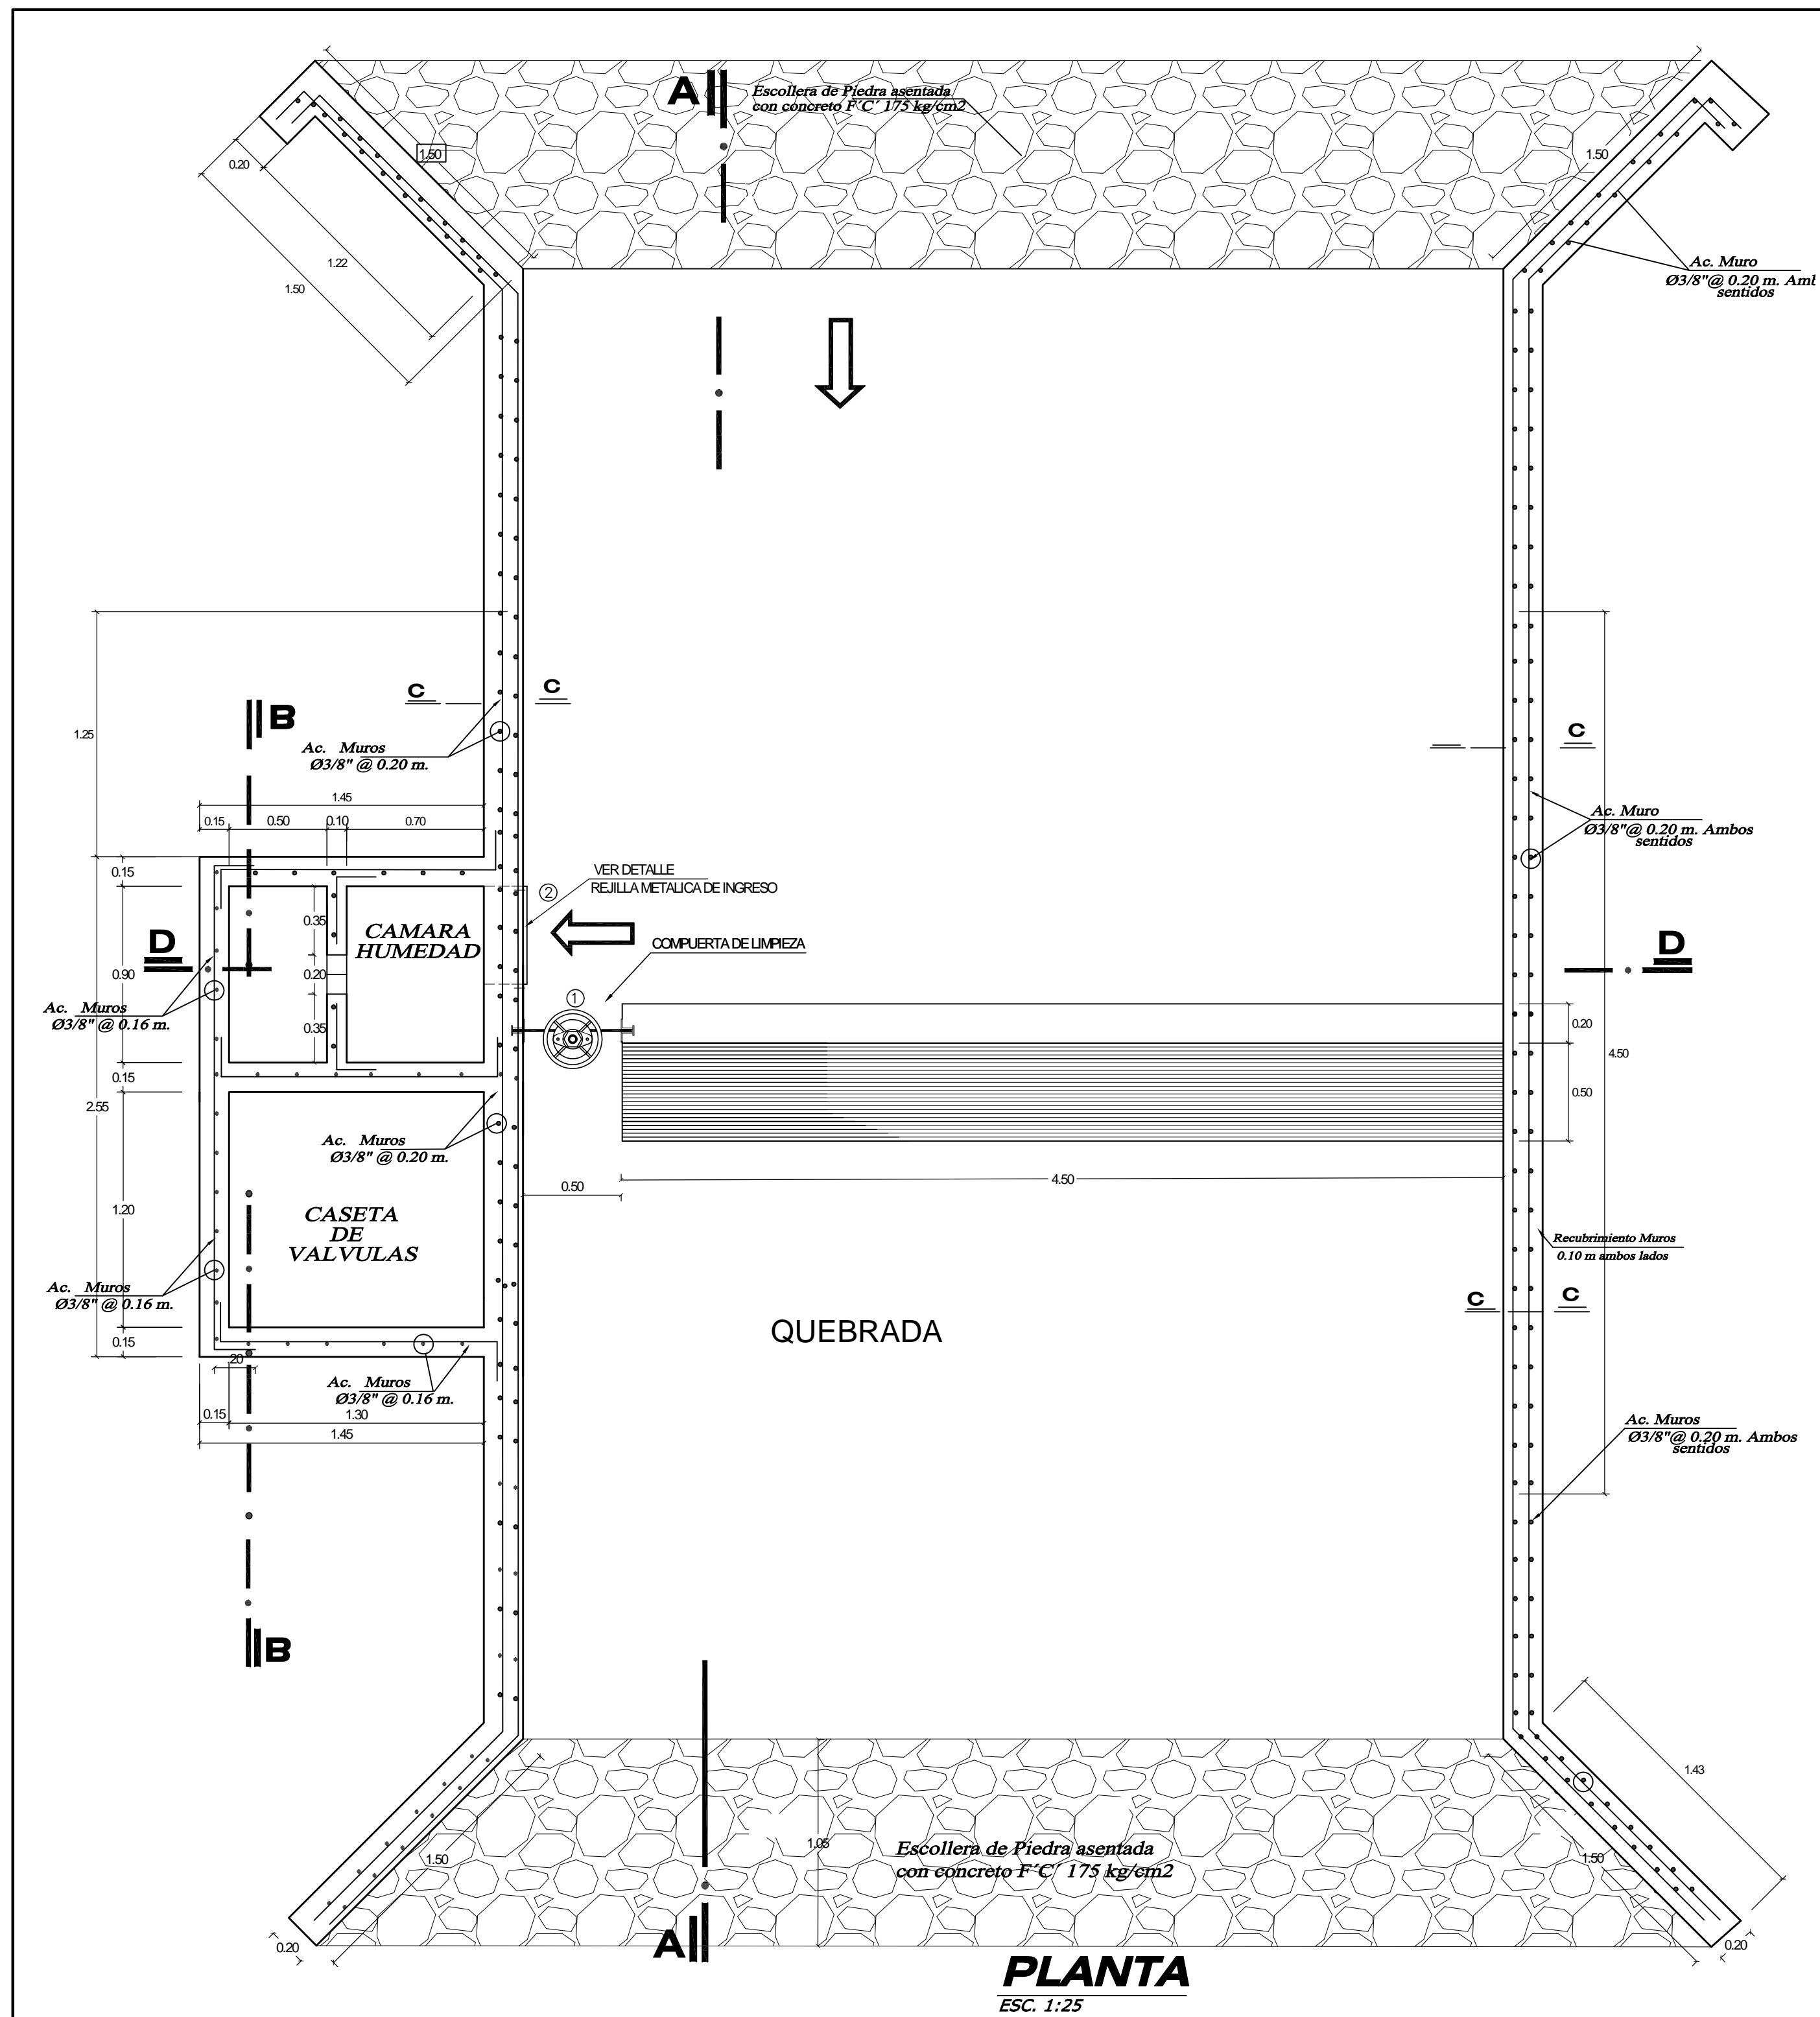 A
Escollera de Piedra asentada
con concreto F´C´ 175 kg/cm2
1.50
1.50
0.20
1.22
1.50
Ac. Muro
Ø3/8"@ 0.20 m. Amb
sentidos
C
C
B
1.25
Ac. Muros
Ø3/8" @ 0.20 m.
C
1.45
0.15
0.50
0.10
0.70
Ac. Muro
Ø3/8"@ 0.20 m. Ambos
sentidos
0.15
VER DETALLE
REJILLA METALICA DE INGRESO
2
0.35
CAMARA
HUMEDAD
COMPUERTA DE LIMPIEZA
D
D
0.90
0.20
1
Ac. Muros
Ø3/8" @ 0.16 m.
0.35
0.20
4.50
0.15
2.55
0.50
Ac. Muros
Ø3/8" @ 0.20 m.
0.50
4.50
1.20
CASETA
DE
VALVULAS
Recubrimiento Muros
0.10 m ambos lados
Ac. Muros
Ø3/8" @ 0.16 m.
C
C
QUEBRADA
0.15
20
Ac. Muros
Ø3/8" @ 0.16 m.
0.15
1.30
1.45
Ac. Muros
Ø3/8"@ 0.20 m. Ambos
sentidos
B
1.43
1.05
Escollera de Piedra asentada
con concreto F´C´ 175 kg/cm2
1.50
1.50
0.20
A
0.20
PLANTA
ESC. 1:25